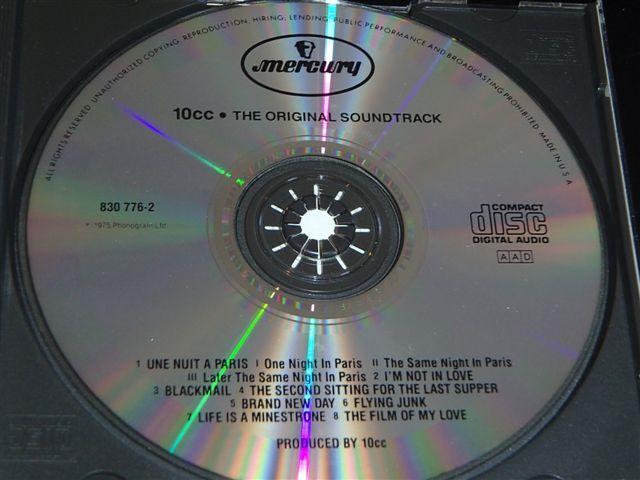 ALL RIGHTS RESERVED. UNAUTHORIZED COPYING, REPRODUCTION, HIRING, LENDING, PUBLIC PERFORMANCE AND BROADCASTING PROHIBITED. MADE IN U.S.A.
mercury
10cc • THE ORIGINAL SOUNDTRACK
830 776-2
℗ 1975 Phonogram Ltd
COMPACT
disc
DIGITAL AUDIO
AAD
1 UNE NUIT A PARIS I One Night In Paris II The Same Night in Paris
III Later The Same Night In Paris 2 I'M NOT IN LOVE
3 BLACKMAIL 4 THE SECOND SITTING FOR THE LAST SUPPER
5 BRAND NEW DAY 6 FLYING JUNK
7 LIFE IS A MINESTRONE 8 THE FILM OF MY LOVE
PRODUCED BY 10cc